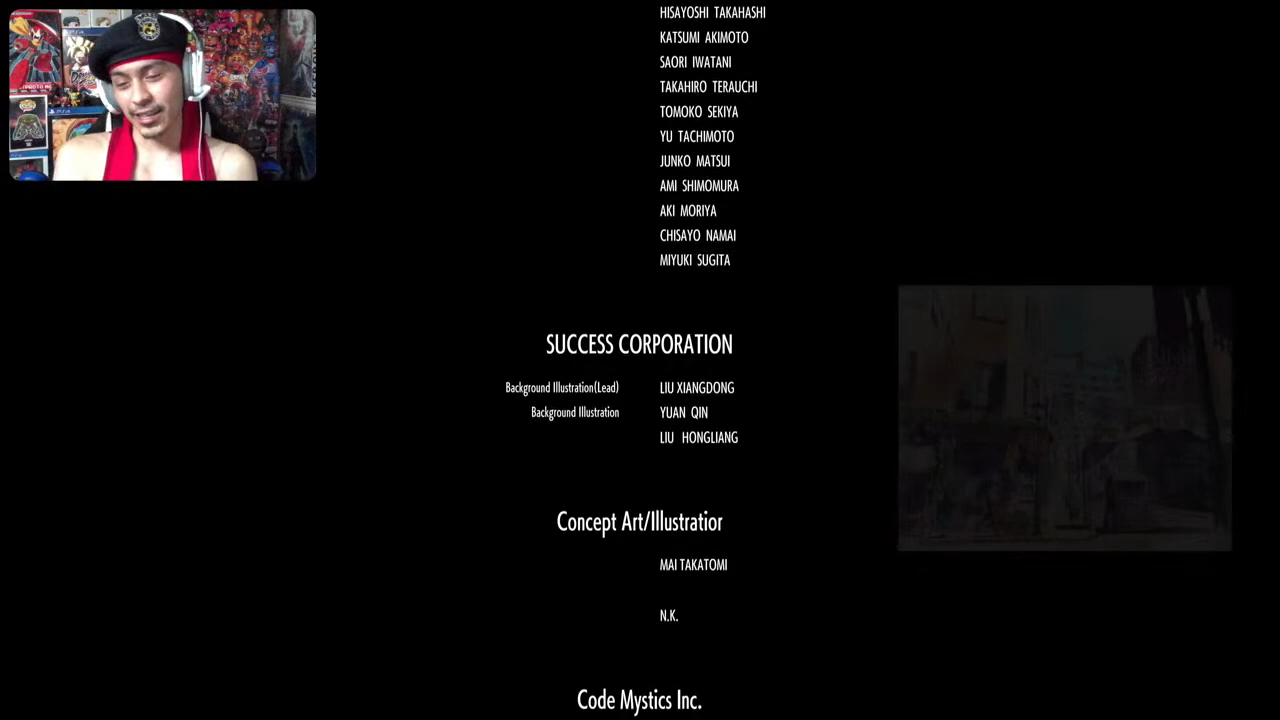 HISAYOSHI TAKAHASHI
KATSUMI AKIMOTO
SAORI IWATANI
TAKAHIRO TERAUCHI
TOMOKO SEKIYA
YU TACHIMOTO
JUNKO MATSUI
AMI SHIMOMURA
AKI MORIYA
CHISAYO NAMAI
MIYUKI SUGITA
SUCCESS CORPORATION
Background Illustration(Lead) LIU XIANGDONG
Background Illustration YUAN QIN
LIU HONGLIANG
Concept Art/Illustratior
MAI TAKATOMI
N.K.
Code Mystics Inc.